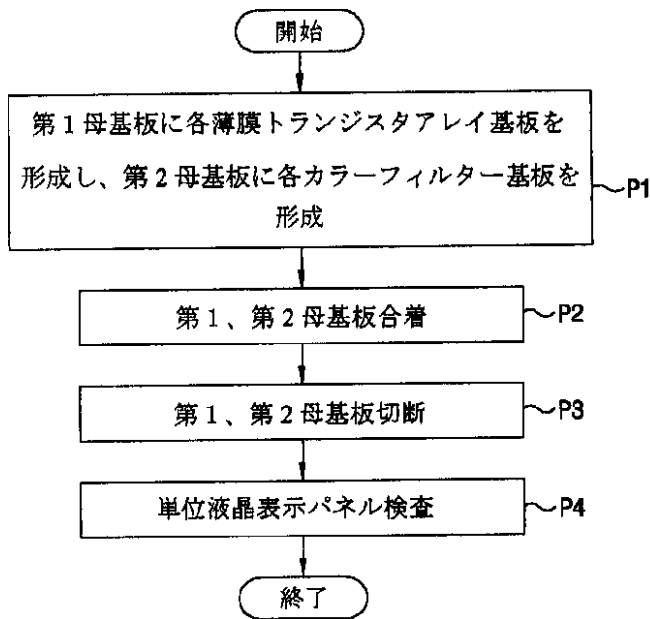 開始
第1母基板に各薄膜トランジスタアレイ基板を
形成し、第2母基板に各カラーフィルター基板を
形成
P1
第1、第2母基板合着
P2
第1、第2母基板切断
P3
単位液晶表示パネル検査
P4
終了